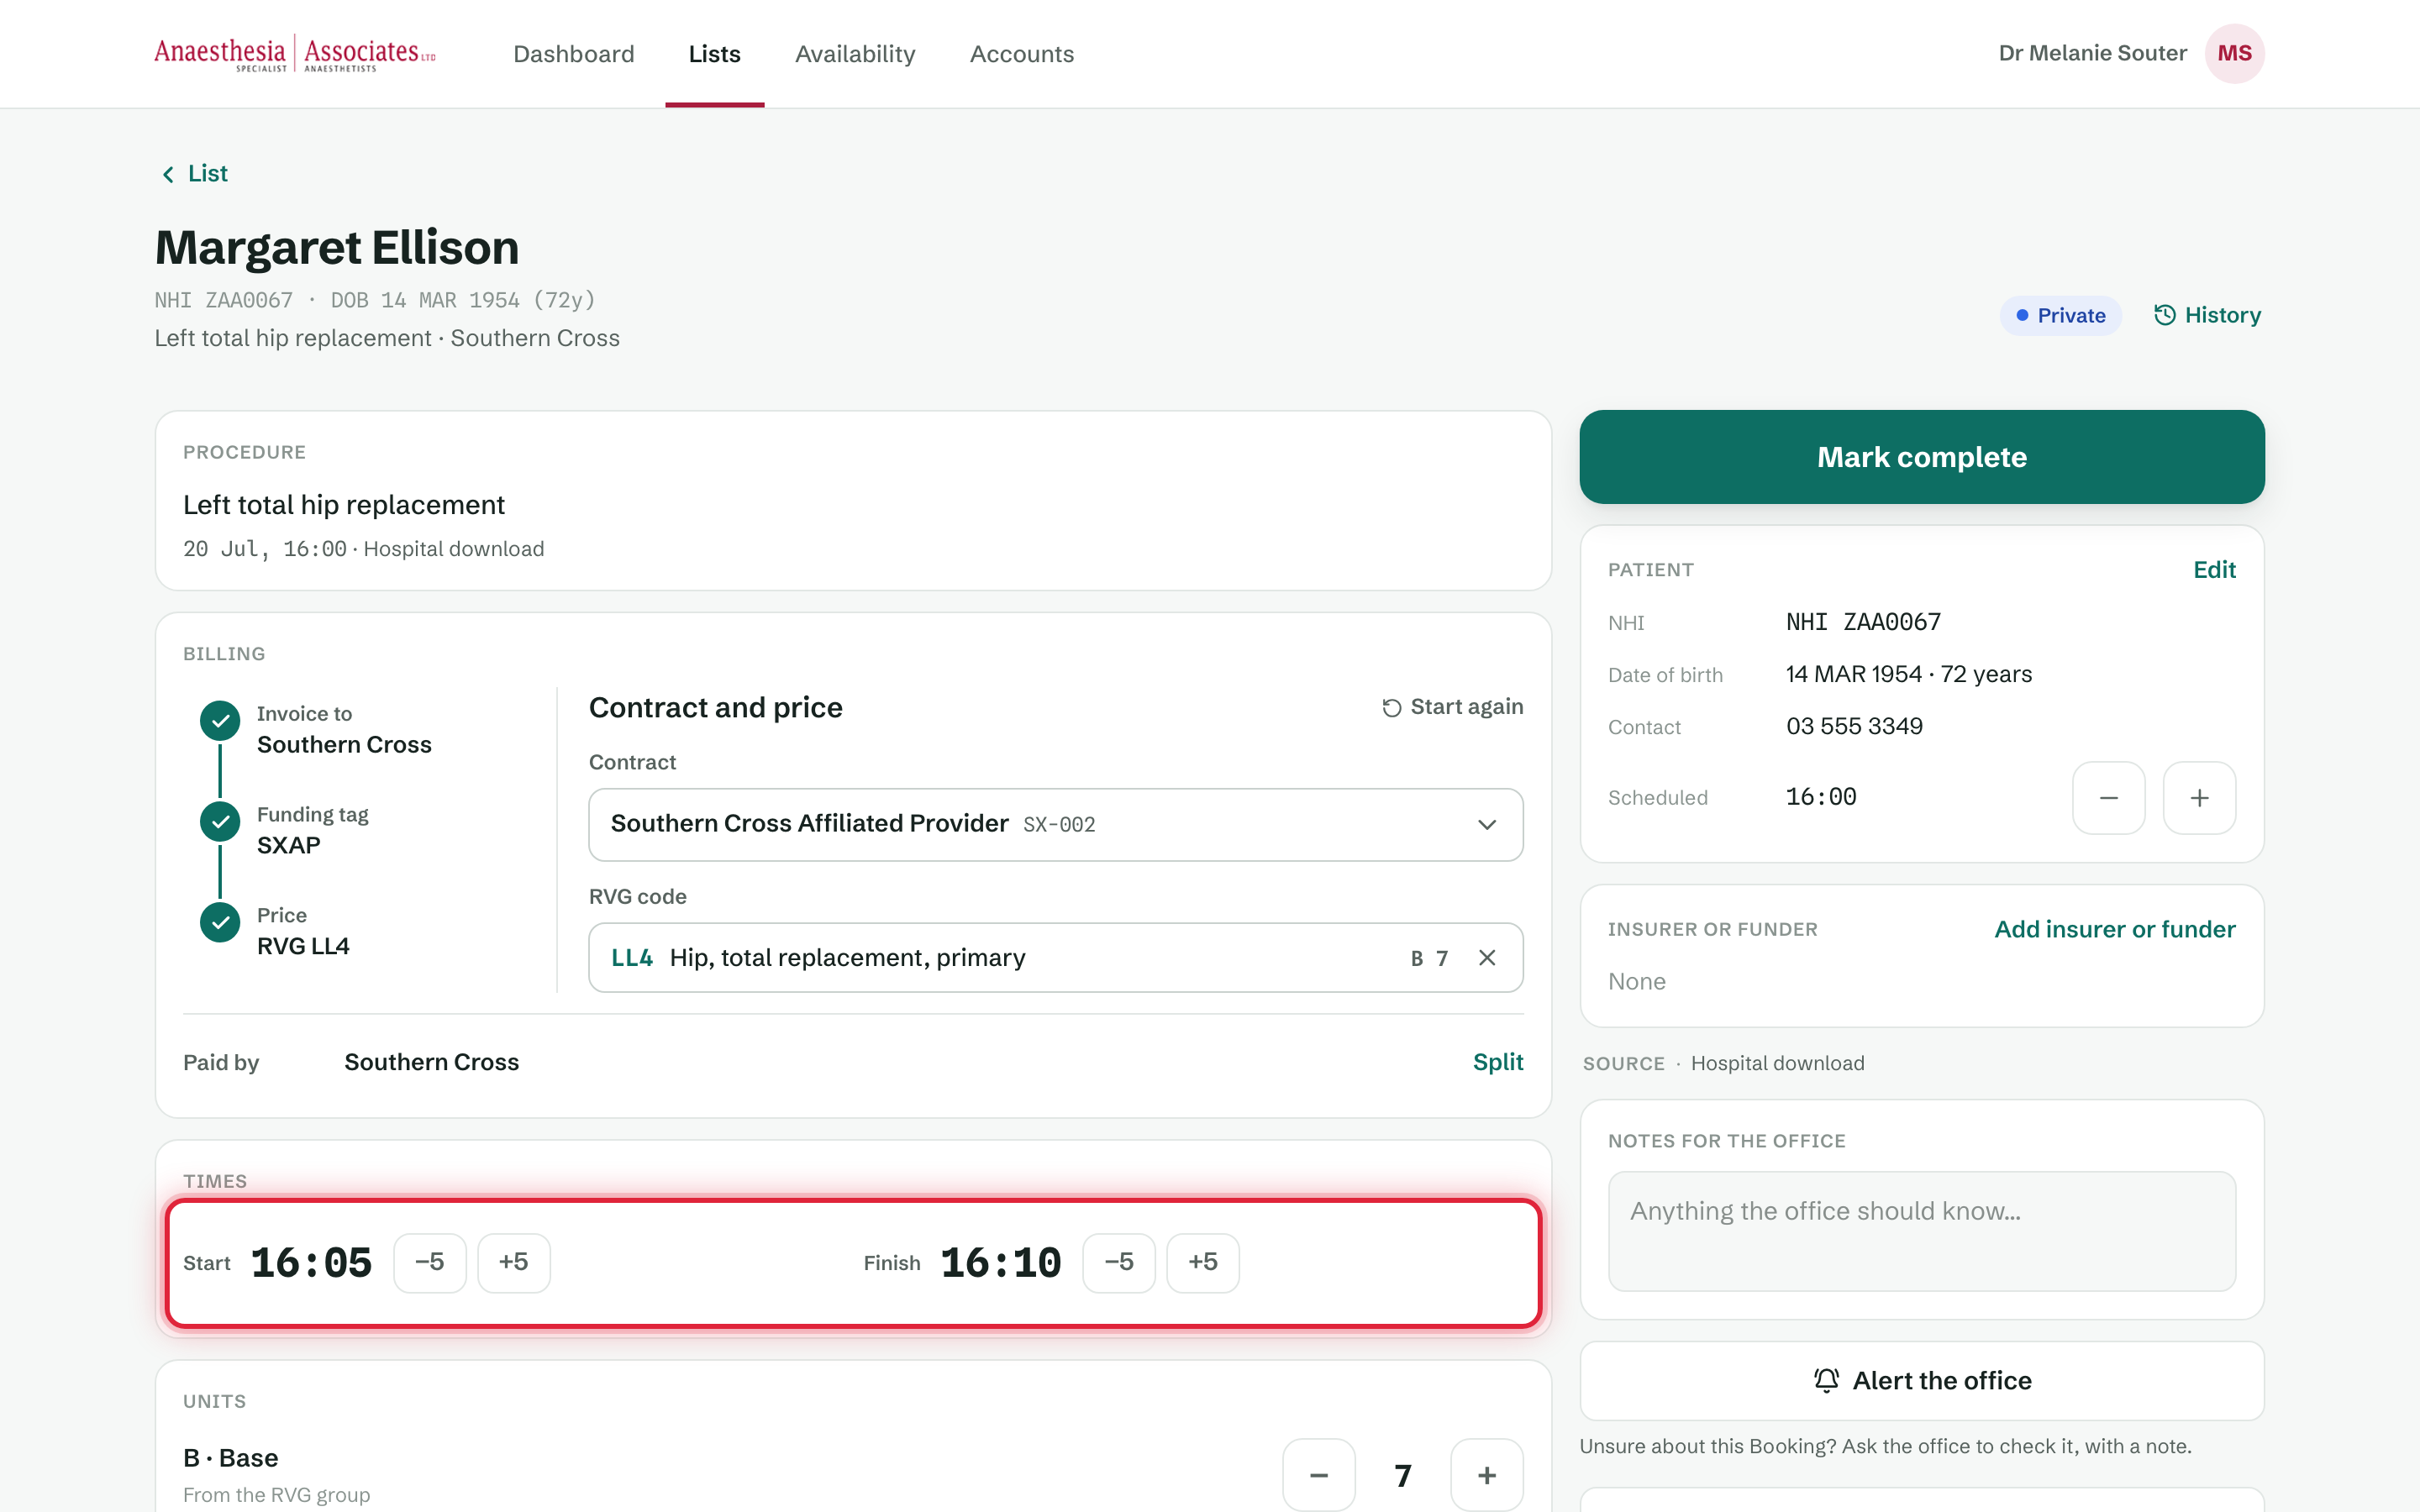 Anaesthesia | Associates LTD
SPECIALIST ANAESTHETISTS
Dashboard
Lists
Availability
Accounts
Dr Melanie Souter
MS
List
Margaret Ellison
NHI ZAA0067 · DOB 14 MAR 1954 (72y)
Left total hip replacement · Southern Cross
Private
History
PROCEDURE
Left total hip replacement
20 Jul, 16:00 · Hospital download
BILLING
Invoice to
Southern Cross
Funding tag
SXAP
Price
RVG LL4
Contract and price
Start again
Contract
Southern Cross Affiliated Provider SX-002
RVG code
LL4 Hip, total replacement, primary B 7
Paid by Southern Cross Split
TIMES
Start 16:05 −5 +5 Finish 16:10 −5 +5
UNITS
B · Base
From the RVG group
− 7 +
Mark complete
PATIENT Edit
NHI NHI ZAA0067
Date of birth 14 MAR 1954 · 72 years
Contact 03 555 3349
Scheduled 16:00 − +
INSURER OR FUNDER Add insurer or funder
None
SOURCE · Hospital download
NOTES FOR THE OFFICE
Anything the office should know...
Alert the office
Unsure about this Booking? Ask the office to check it, with a note.